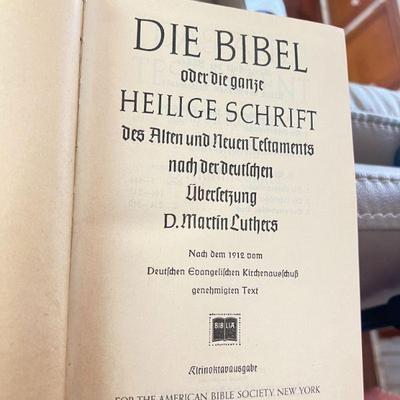 DIE BIBEL
oder die ganze
HEILIGE SCHRIFT
des Alten und Neuen Testaments
nach der deutschen
Übersetzung
D. Martin Luthers
Nach dem 1912 vom
Deutschen Evangelischen Kirchenausschuß
genehmigten Text
BIBLIA
Kleinoktavausgabe
FOR THE AMERICAN BIBLE SOCIETY, NEW YORK